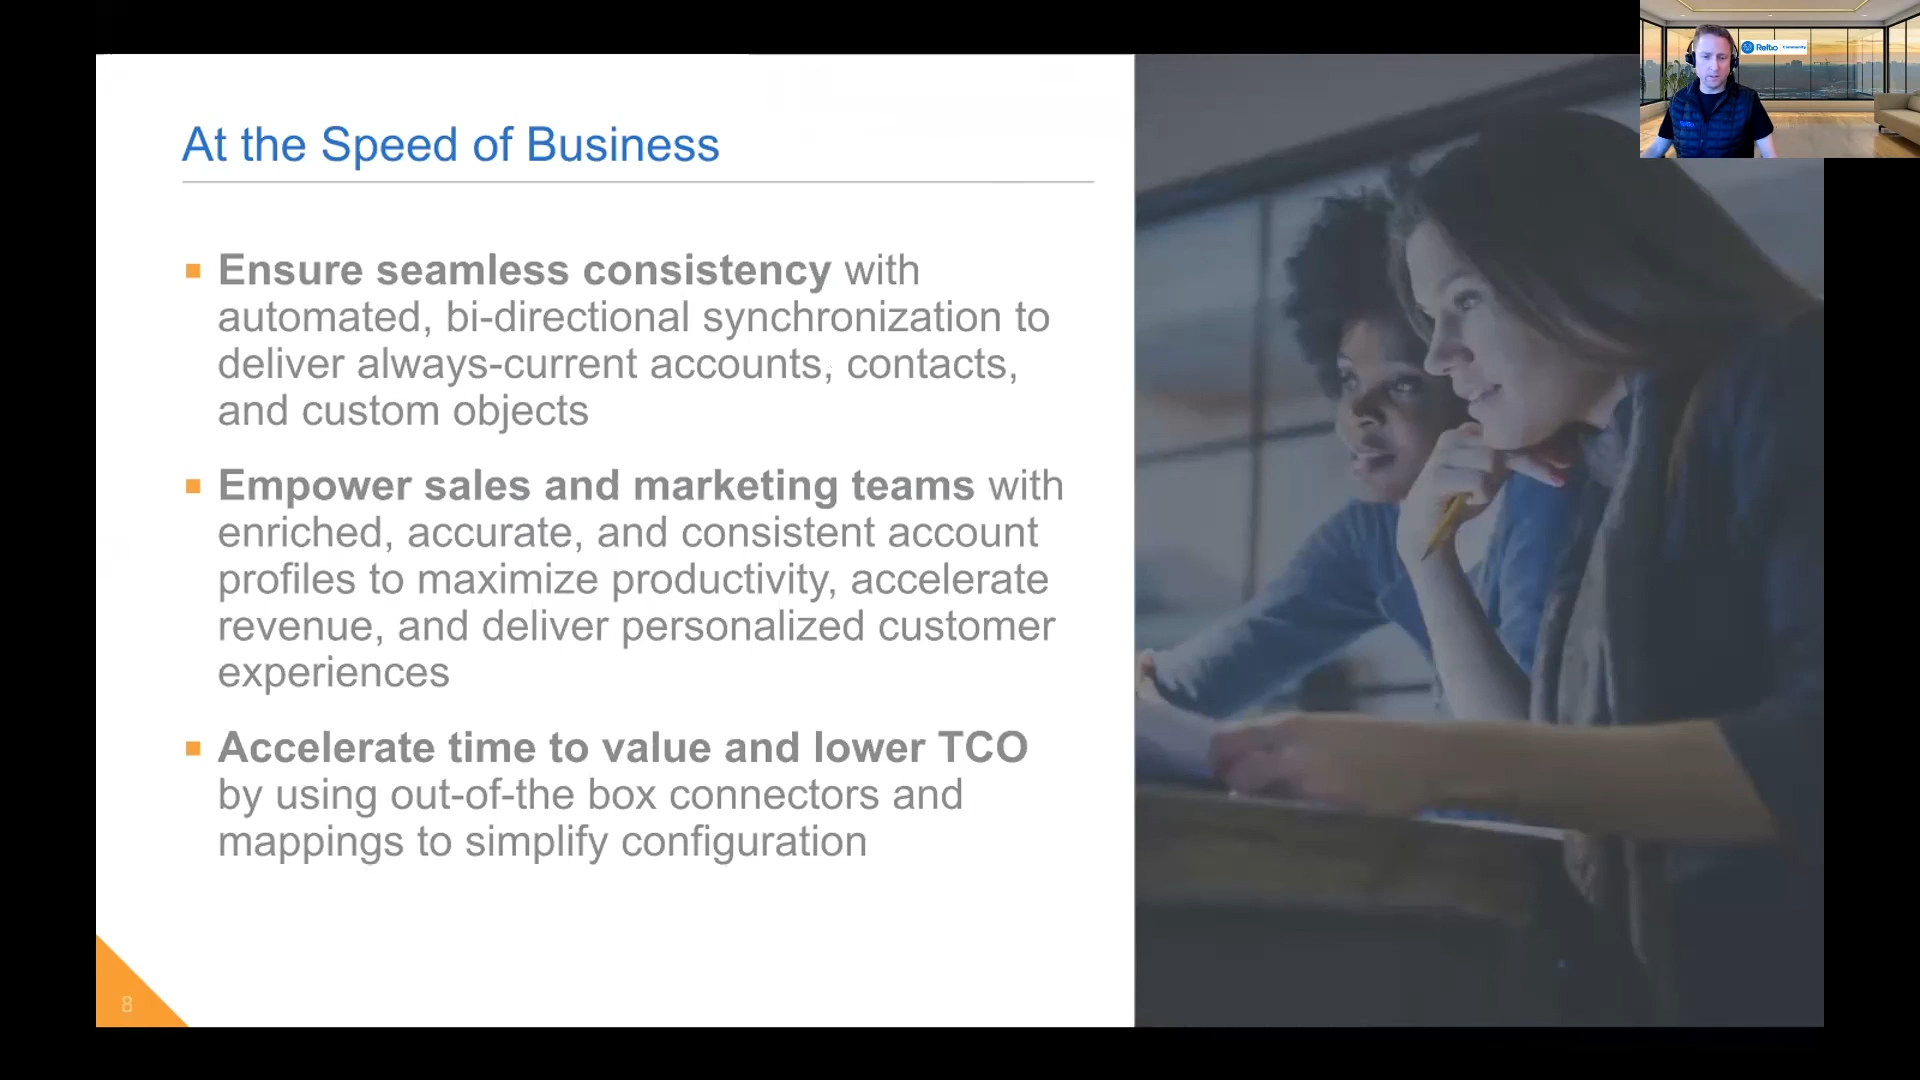 Reltio Community
At the Speed of Business
Ensure seamless consistency with
automated, bi-directional synchronization to
deliver always-current accounts, contacts,
and custom objects
Empower sales and marketing teams with
enriched, accurate, and consistent account
profiles to maximize productivity, accelerate
revenue, and deliver personalized customer
experiences
Accelerate time to value and lower TCO
by using out-of-the box connectors and
mappings to simplify configuration
8